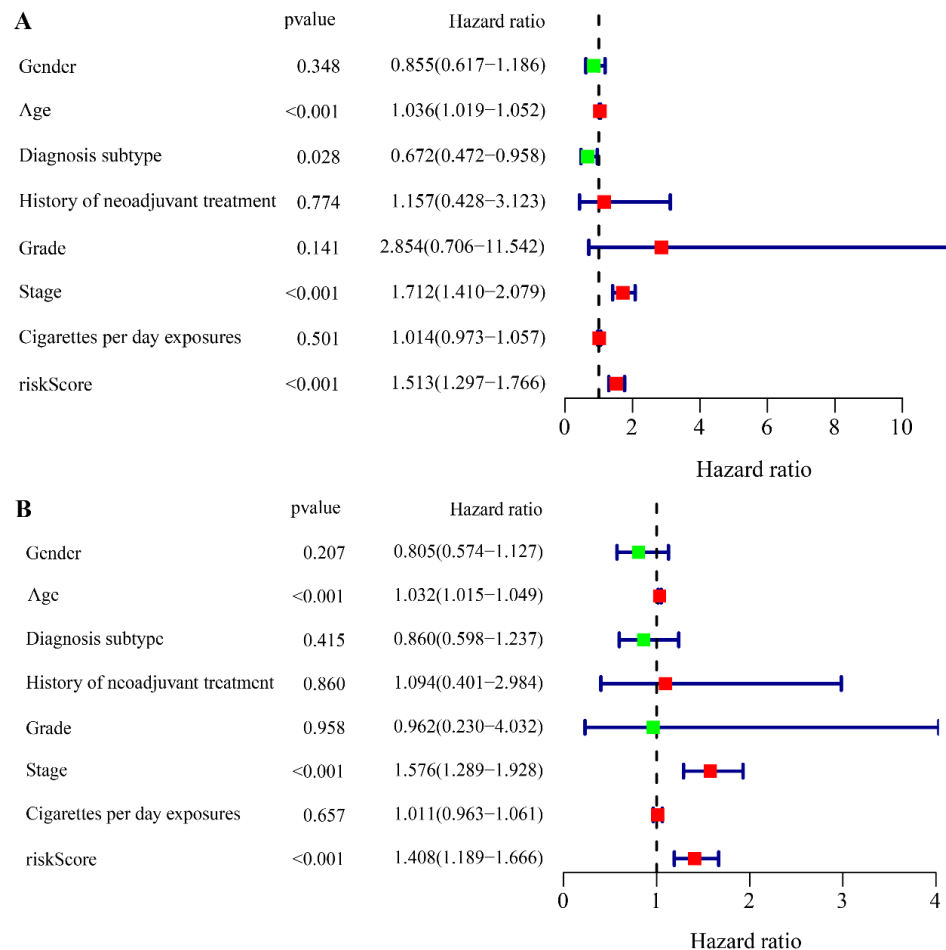 A pvalue Hazard ratio
Gender 0.348 0.855(0.617−1.186)
Age <0.001 1.036(1.019−1.052)
Diagnosis subtype 0.028 0.672(0.472−0.958)
History of neoadjuvant treatment 0.774 1.157(0.428−3.123)
Grade 0.141 2.854(0.706−11.542)
Stage <0.001 1.712(1.410−2.079)
Cigarettes per day exposures 0.501 1.014(0.973−1.057)
riskScore <0.001 1.513(1.297−1.766)
0 2 4 6 8 10
Hazard ratio
B pvalue Hazard ratio
Gender 0.207 0.805(0.574−1.127)
Age <0.001 1.032(1.015−1.049)
Diagnosis subtype 0.415 0.860(0.598−1.237)
History of neoadjuvant treatment 0.860 1.094(0.401−2.984)
Grade 0.958 0.962(0.230−4.032)
Stage <0.001 1.576(1.289−1.928)
Cigarettes per day exposures 0.657 1.011(0.963−1.061)
riskScore <0.001 1.408(1.189−1.666)
0 1 2 3 4
Hazard ratio